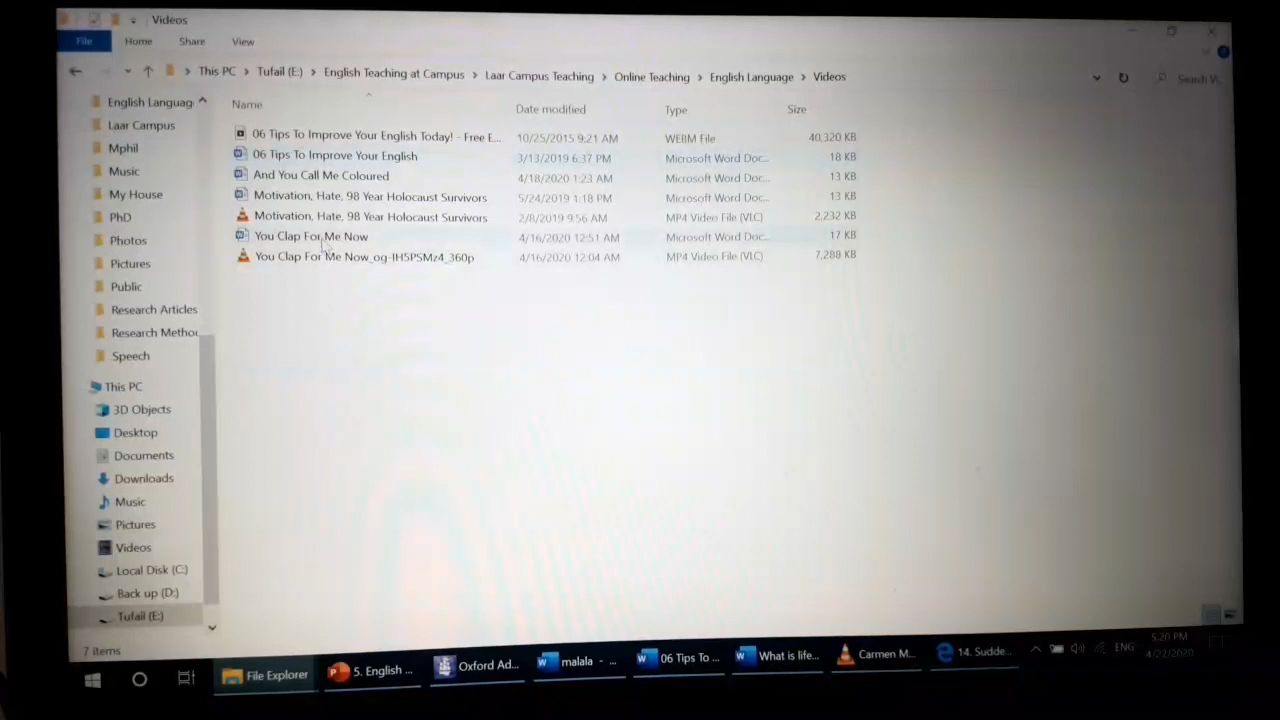 Videos
File Home Share View
This PC > Tufail (E:) > English Teaching at Campus > Laar Campus Teaching > Online Teaching > English Language > Videos
Name Date modified Type Size
06 Tips To Improve Your English Today! - Free E... 10/25/2015 9:21 AM WEBM File 40,320 KB
06 Tips To Improve Your English 3/13/2019 6:37 PM Microsoft Word Doc... 18 KB
And You Call Me Coloured 4/18/2020 1:23 AM Microsoft Word Doc... 13 KB
Motivation, Hate, 98 Year Holocaust Survivors 5/24/2019 1:18 PM Microsoft Word Doc... 13 KB
Motivation, Hate, 98 Year Holocaust Survivors 2/8/2019 9:56 AM MP4 Video File (VLC) 2,232 KB
You Clap For Me Now 4/16/2020 12:51 AM Microsoft Word Doc... 17 KB
You Clap For Me Now_og-IH5PSMz4_360p 4/16/2020 12:04 AM MP4 Video File (VLC) 7,288 KB
English Languag
Laar Campus
Mphil
Music
My House
PhD
Photos
Pictures
Public
Research Articles
Research Metho
Speech
This PC
3D Objects
Desktop
Documents
Downloads
Music
Pictures
Videos
Local Disk (C:)
Back up (D:)
Tufail (E:)
7 items
File Explorer 5. English ... Oxford Ad... malala - ... 06 Tips To ... What is life... Carmen M... 14. Sudde... ENG
5:20 PM
4/22/2020